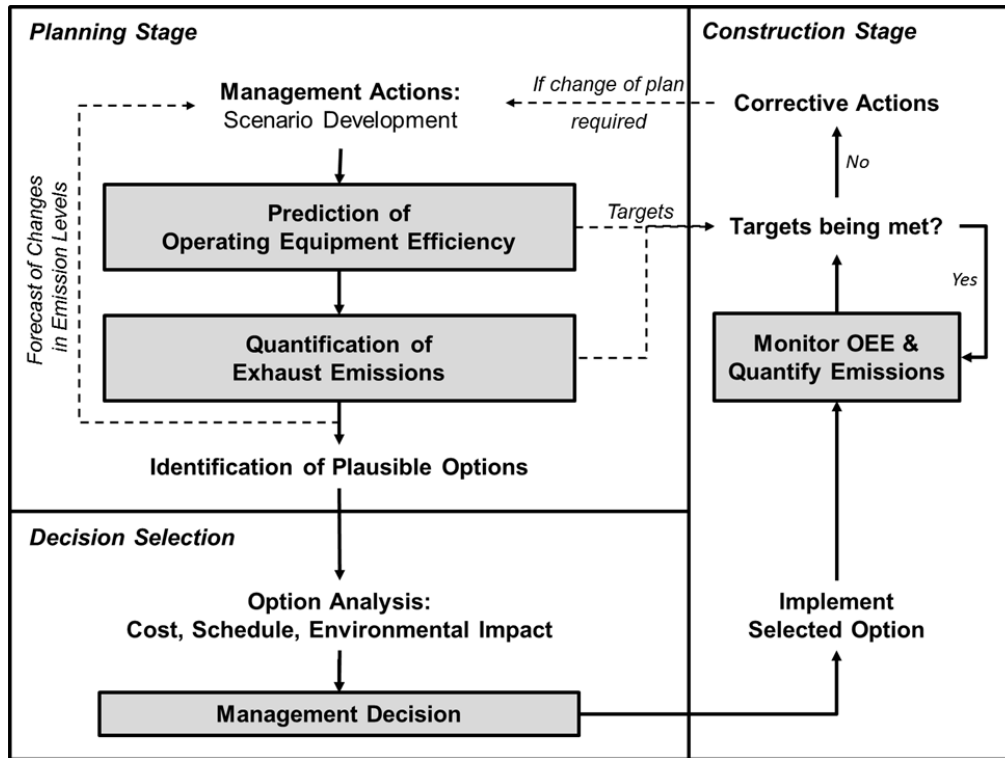 Planning Stage
Management Actions:
Scenario Development
Forecast of Changes
in Emission Levels
Prediction of
Operating Equipment Efficiency
Quantification of
Exhaust Emissions
Identification of Plausible Options
If change of plan
required
Targets
Decision Selection
Option Analysis:
Cost, Schedule, Environmental Impact
Management Decision
Construction Stage
Corrective Actions
No
Targets being met?
Yes
Monitor OEE &
Quantify Emissions
Implement
Selected Option